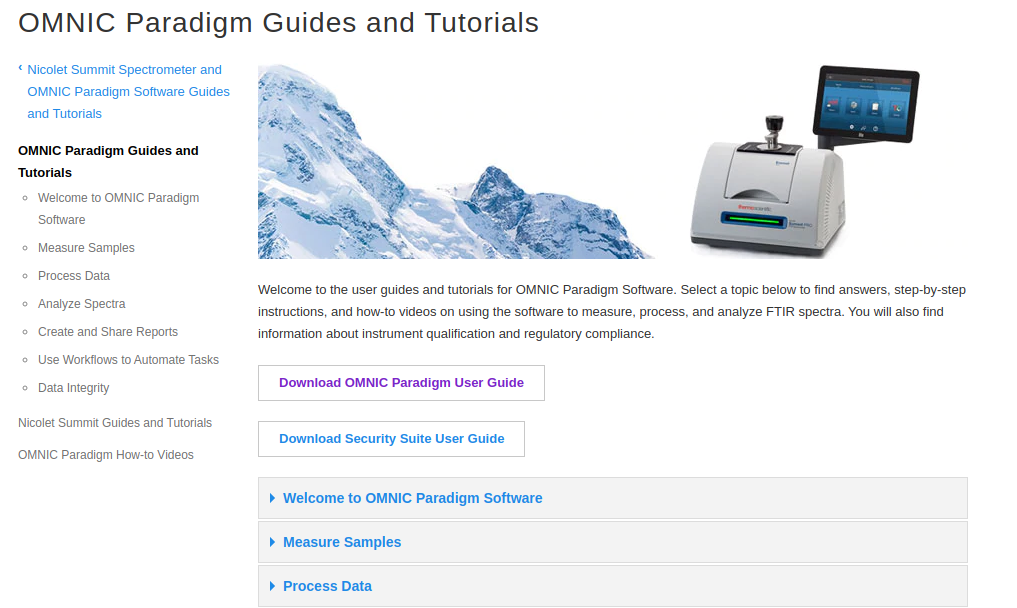 OMNIC Paradigm Guides and Tutorials
‹ Nicolet Summit Spectrometer and
OMNIC Paradigm Software Guides
and Tutorials
OMNIC Paradigm Guides and
Tutorials
Welcome to OMNIC Paradigm
Software
Measure Samples
Process Data
Analyze Spectra
Create and Share Reports
Use Workflows to Automate Tasks
Data Integrity
Nicolet Summit Guides and Tutorials
OMNIC Paradigm How-to Videos
thermoscientific
Welcome to the user guides and tutorials for OMNIC Paradigm Software. Select a topic below to find answers, step-by-step
instructions, and how-to videos on using the software to measure, process, and analyze FTIR spectra. You will also find
information about instrument qualification and regulatory compliance.
Download OMNIC Paradigm User Guide
Download Security Suite User Guide
Welcome to OMNIC Paradigm Software
Measure Samples
Process Data